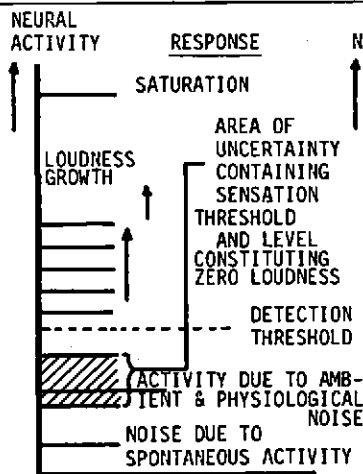 NEURAL
ACTIVITY
RESPONSE
N
SATURATION
AREA OF
UNCERTAINTY
CONTAINING
SENSATION
THRESHOLD
AND LEVEL
CONSTITUTING
ZERO LOUDNESS
LOUDNESS
GROWTH
DETECTION
THRESHOLD
ACTIVITY DUE TO AMB-
IENT & PHYSIOLOGICAL
NOISE
NOISE DUE TO
SPONTANEOUS ACTIVITY